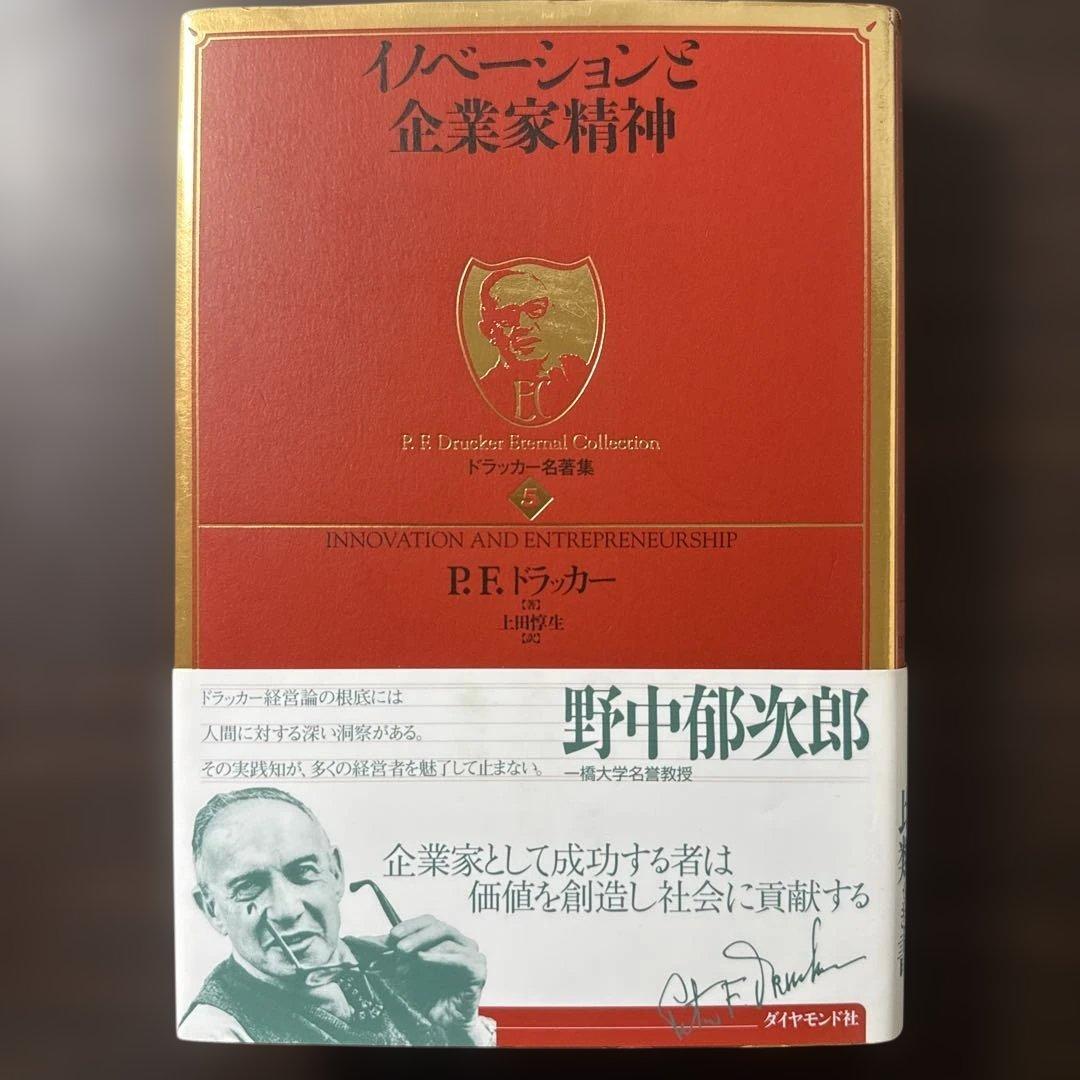 イノベーションと
企業家精神
EC
P. F. Drucker Eternal Collection
ドラッカー名著集
5
INNOVATION AND ENTREPRENEURSHIP
P. F. ドラッカー
【著】
上田惇生
【訳】
ドラッカー経営論の根底には
人間に対する深い洞察がある。
その実践知が、多くの経営者を魅了して止まない。
野中郁次郎
一橋大学名誉教授
企業家として成功する者は
価値を創造し社会に貢献する
Peter F. Drucker
ダイヤモンド社